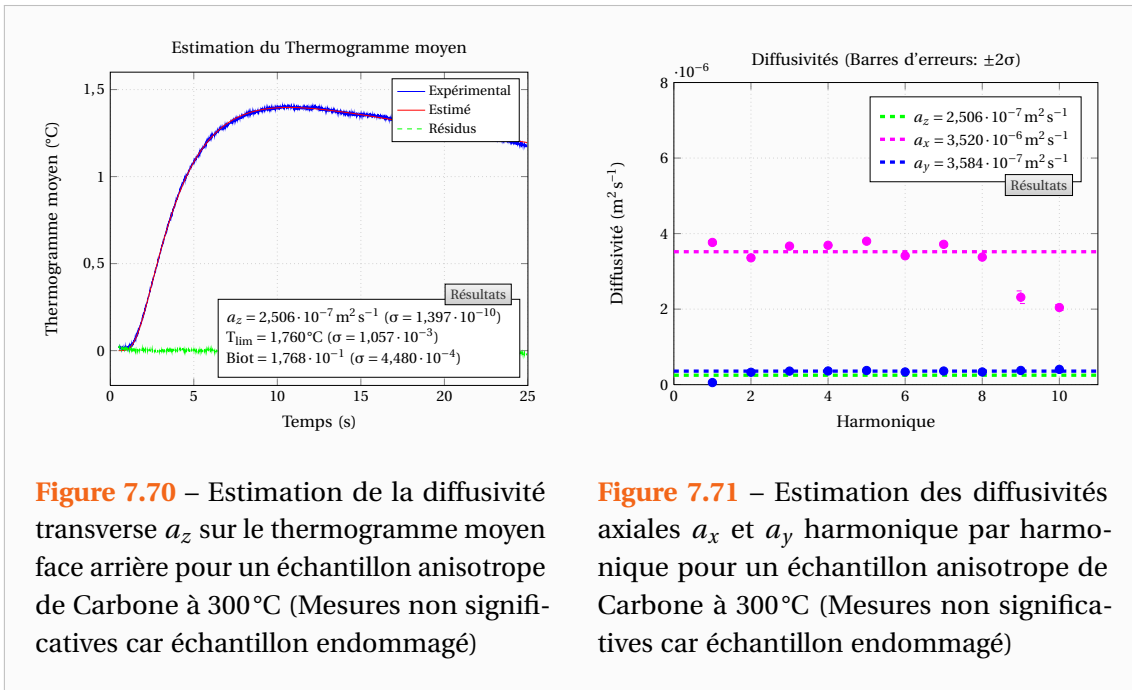 Estimation du Thermogramme moyen
1,5
1
0,5
0
0
5
10
15
20
25
Thermogramme moyen (°C)
Temps (s)
Expérimental
Estimé
Résidus
Résultats
a_z = 2,506·10⁻⁷ m² s⁻¹ (σ = 1,397·10⁻¹⁰)
T_lim = 1,760 °C (σ = 1,057·10⁻³)
Biot = 1,768·10⁻¹ (σ = 4,480·10⁻⁴)
Figure 7.70 – Estimation de la diffusivité
transverse a_z sur le thermogramme moyen
face arrière pour un échantillon anisotrope
de Carbone à 300 °C (Mesures non signifi-
catives car échantillon endommagé)
Diffusivités (Barres d'erreurs: ±2σ)
·10⁻⁶
8
6
4
2
0
0
2
4
6
8
10
Diffusivité (m² s⁻¹)
Harmonique
a_z = 2,506·10⁻⁷ m² s⁻¹
a_x = 3,520·10⁻⁶ m² s⁻¹
a_y = 3,584·10⁻⁷ m² s⁻¹
Résultats
Figure 7.71 – Estimation des diffusivités
axiales a_x et a_y harmonique par harmo-
nique pour un échantillon anisotrope de
Carbone à 300 °C (Mesures non significa-
tives car échantillon endommagé)